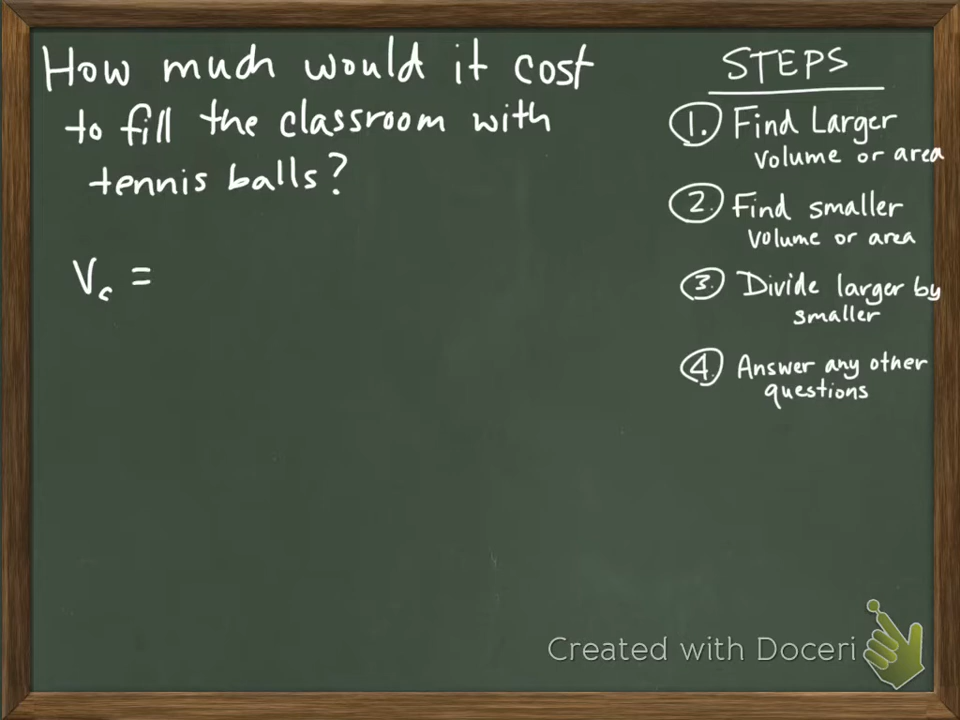 How much would it cost
to fill the classroom with
tennis balls?
Vc =
STEPS
1. Find Larger
Volume or area
2. Find smaller
Volume or area
3. Divide larger by
smaller
4. Answer any other
questions
Created with Doceri